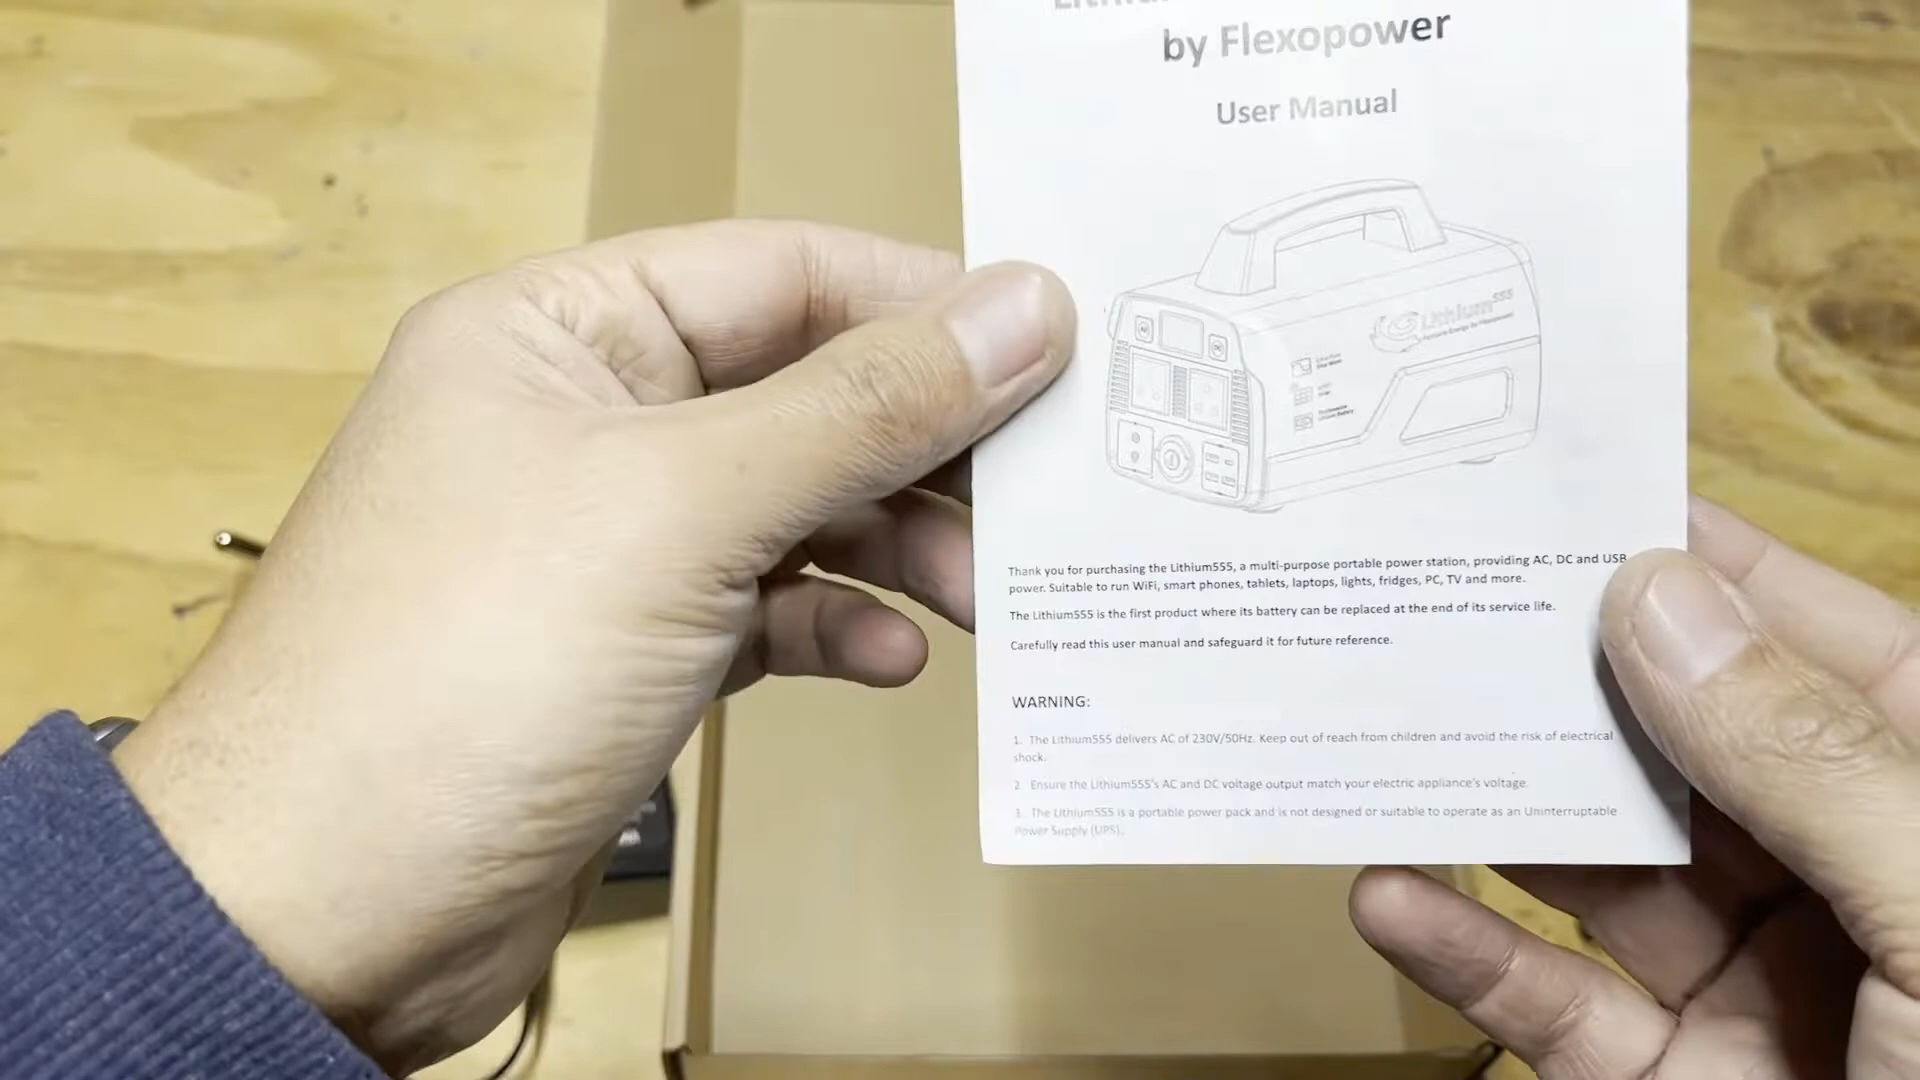 by Flexopower
User Manual
Lithium555
Thank you for purchasing the Lithium555, a multi-purpose portable power station, providing AC, DC and USB
power. Suitable to run WiFi, smart phones, tahlets, laptops, lights, fridges, PC, TV and more.
The Lithium555 is the first product where its battery can be replaced at the end of its service life.
Carefully read this user manual and safeguard it for future reference.
WARNING:
1. The Lithium555 delivers AC of 230V/50Hz. Keep out of reach from children and avoid the risk of electrical
shock.
2. Ensure the Lithium555's AC and DC voltage output match your electric appliance's voltage.
3. The Lithium555 is a portable power pack and is not designed or suitable to operate as an Uninterruptable
Power Supply (UPS).